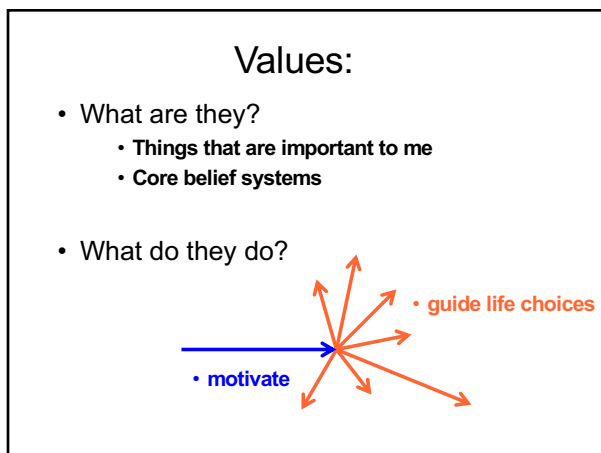 Values:
• What are they?
• Things that are important to me
• Core belief systems
• What do they do?
• guide life choices
• motivate